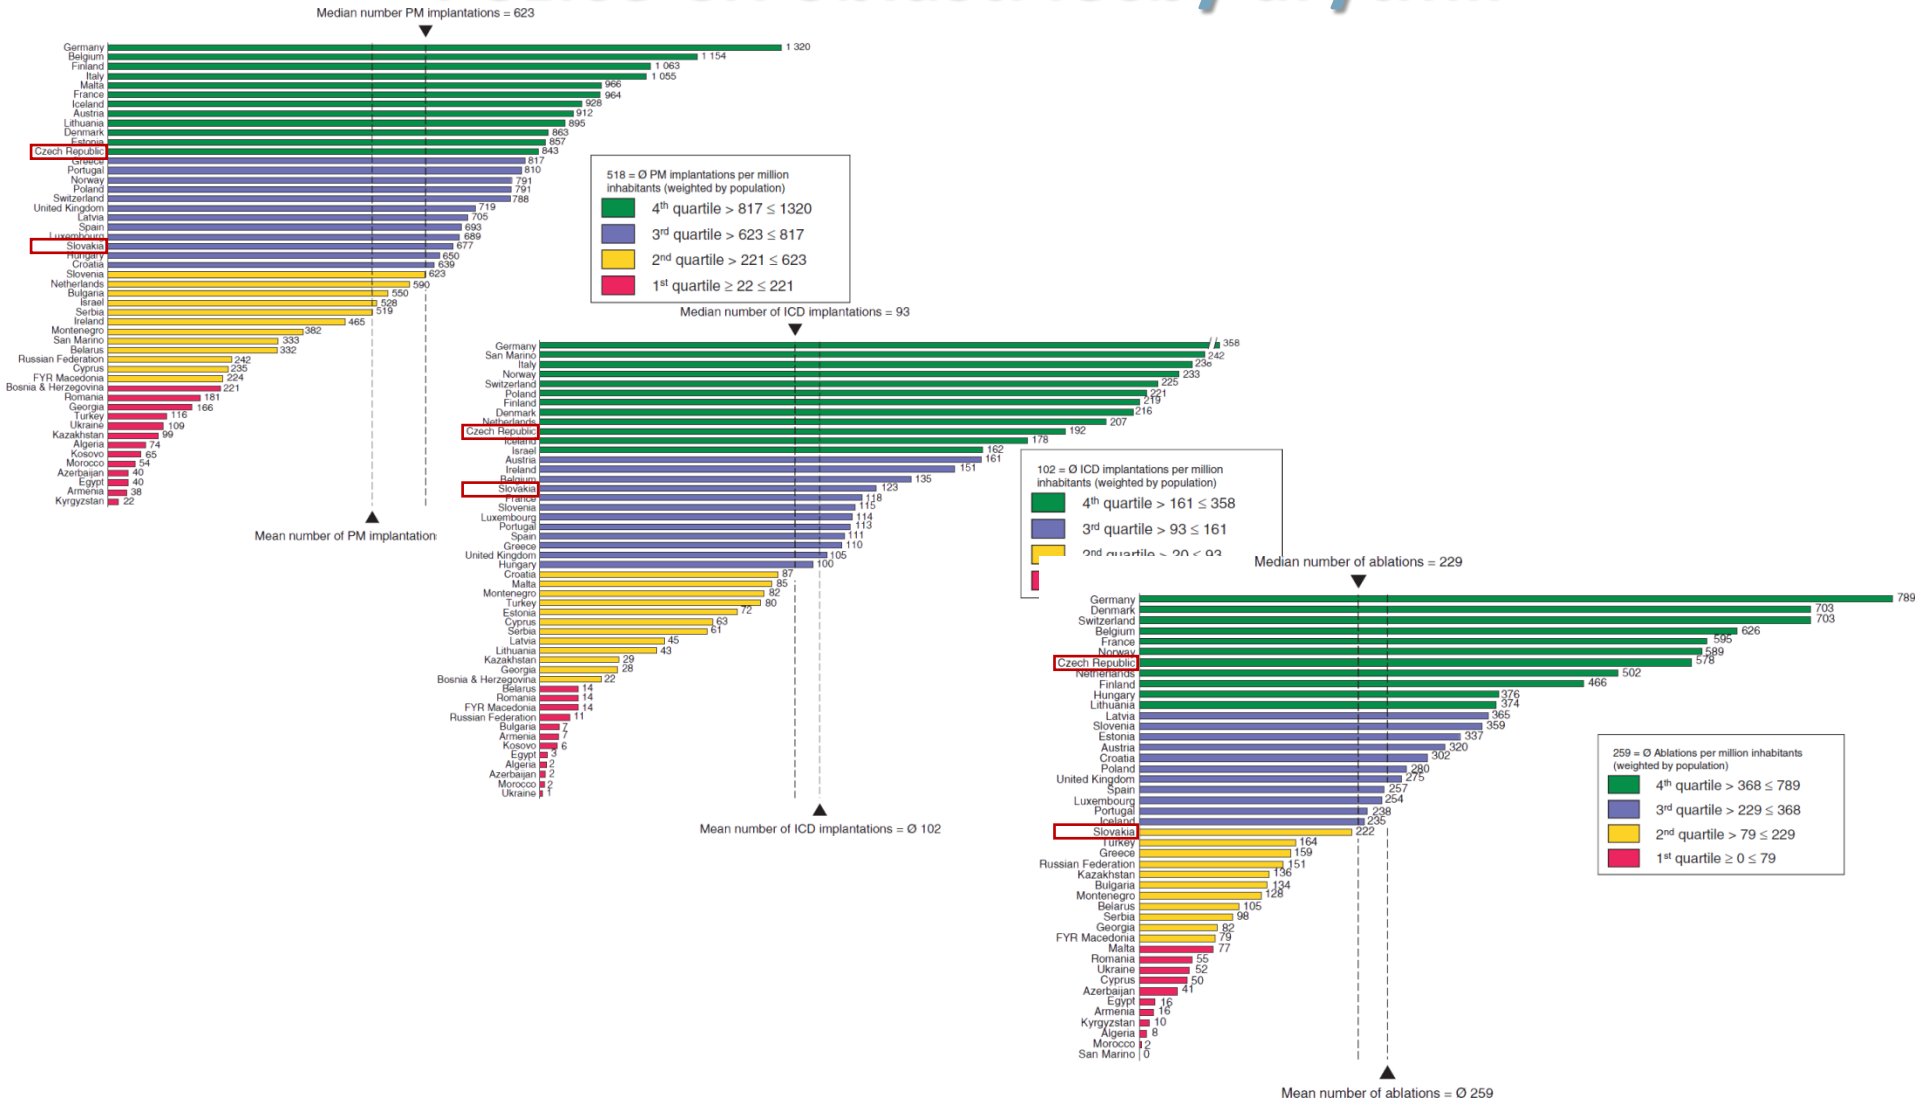 Median number PM implantations = 623
Germany 1 320
Belgium 1 154
Finland 1 063
Italy 1 055
Malta 966
France 964
Iceland 928
Austria 912
Lithuania 895
Denmark 863
Estonia 857
Czech Republic 843
Greece 817
Portugal 810
Norway 791
Poland 791
Switzerland 788
United Kingdom 719
Latvia 705
Spain 693
Luxembourg 689
Slovakia 677
Hungary 650
Croatia 639
Slovenia 623
Netherlands 590
Bulgaria 550
Israel 528
Serbia 519
Ireland 465
Montenegro 382
San Marino 333
Belarus 332
Russian Federation 242
Cyprus 235
FYR Macedonia 224
Bosnia & Herzegovina 221
Romania 181
Georgia 166
Turkey 116
Ukraine 109
Kazakhstan 99
Algeria 74
Kosovo 65
Morocco 54
Azerbaijan 40
Egypt 40
Armenia 38
Kyrgyzstan 22
Mean number of PM implantation
518 = Ø PM implantations per million
inhabitants (weighted by population)
4th quartile > 817 ≤ 1320
3rd quartile > 623 ≤ 817
2nd quartile > 221 ≤ 623
1st quartile ≥ 22 ≤ 221
Median number of ICD implantations = 93
Germany 358
San Marino 242
Italy 238
Norway 233
Switzerland 225
Poland 221
Finland 219
Denmark 216
Netherlands 207
Czech Republic 192
Iceland 178
Israel 162
Austria 161
Ireland 151
Belgium 135
Slovakia 123
France 118
Slovenia 115
Luxembourg 114
Portugal 113
Spain 111
Greece 110
United Kingdom 105
Hungary 100
Croatia 87
Malta 85
Montenegro 82
Turkey 80
Estonia 72
Cyprus 63
Serbia 61
Latvia 45
Lithuania 43
Kazakhstan 29
Georgia 28
Bosnia & Herzegovina 22
Belarus 14
Romania 14
FYR Macedonia 14
Russian Federation 11
Bulgaria 7
Armenia 7
Kosovo 6
Egypt 3
Algeria 2
Azerbaijan 2
Morocco 2
Ukraine 1
Mean number of ICD implantations = Ø 102
102 = Ø ICD implantations per million
inhabitants (weighted by population)
4th quartile > 161 ≤ 358
3rd quartile > 93 ≤ 161
2nd quartile > 20 ≤ 93
Median number of ablations = 229
Germany 789
Denmark 703
Switzerland 703
Belgium 626
France 595
Norway 589
Czech Republic 578
Netherlands 502
Finland 466
Hungary 376
Lithuania 374
Latvia 365
Slovenia 359
Estonia 337
Austria 320
Croatia 302
Poland 280
United Kingdom 275
Spain 257
Luxembourg 254
Portugal 238
Iceland 235
Slovakia 222
Turkey 164
Greece 159
Russian Federation 151
Kazakhstan 136
Bulgaria 134
Montenegro 128
Belarus 105
Serbia 98
Georgia 82
FYR Macedonia 79
Malta 77
Romania 55
Ukraine 52
Cyprus 50
Azerbaijan 41
Egypt 16
Armenia 16
Kyrgyzstan 10
Algeria 8
Morocco 2
San Marino 0
Mean number of ablations = Ø 259
259 = Ø Ablations per million inhabitants
(weighted by population)
4th quartile > 368 ≤ 789
3rd quartile > 229 ≤ 368
2nd quartile > 79 ≤ 229
1st quartile ≥ 0 ≤ 79